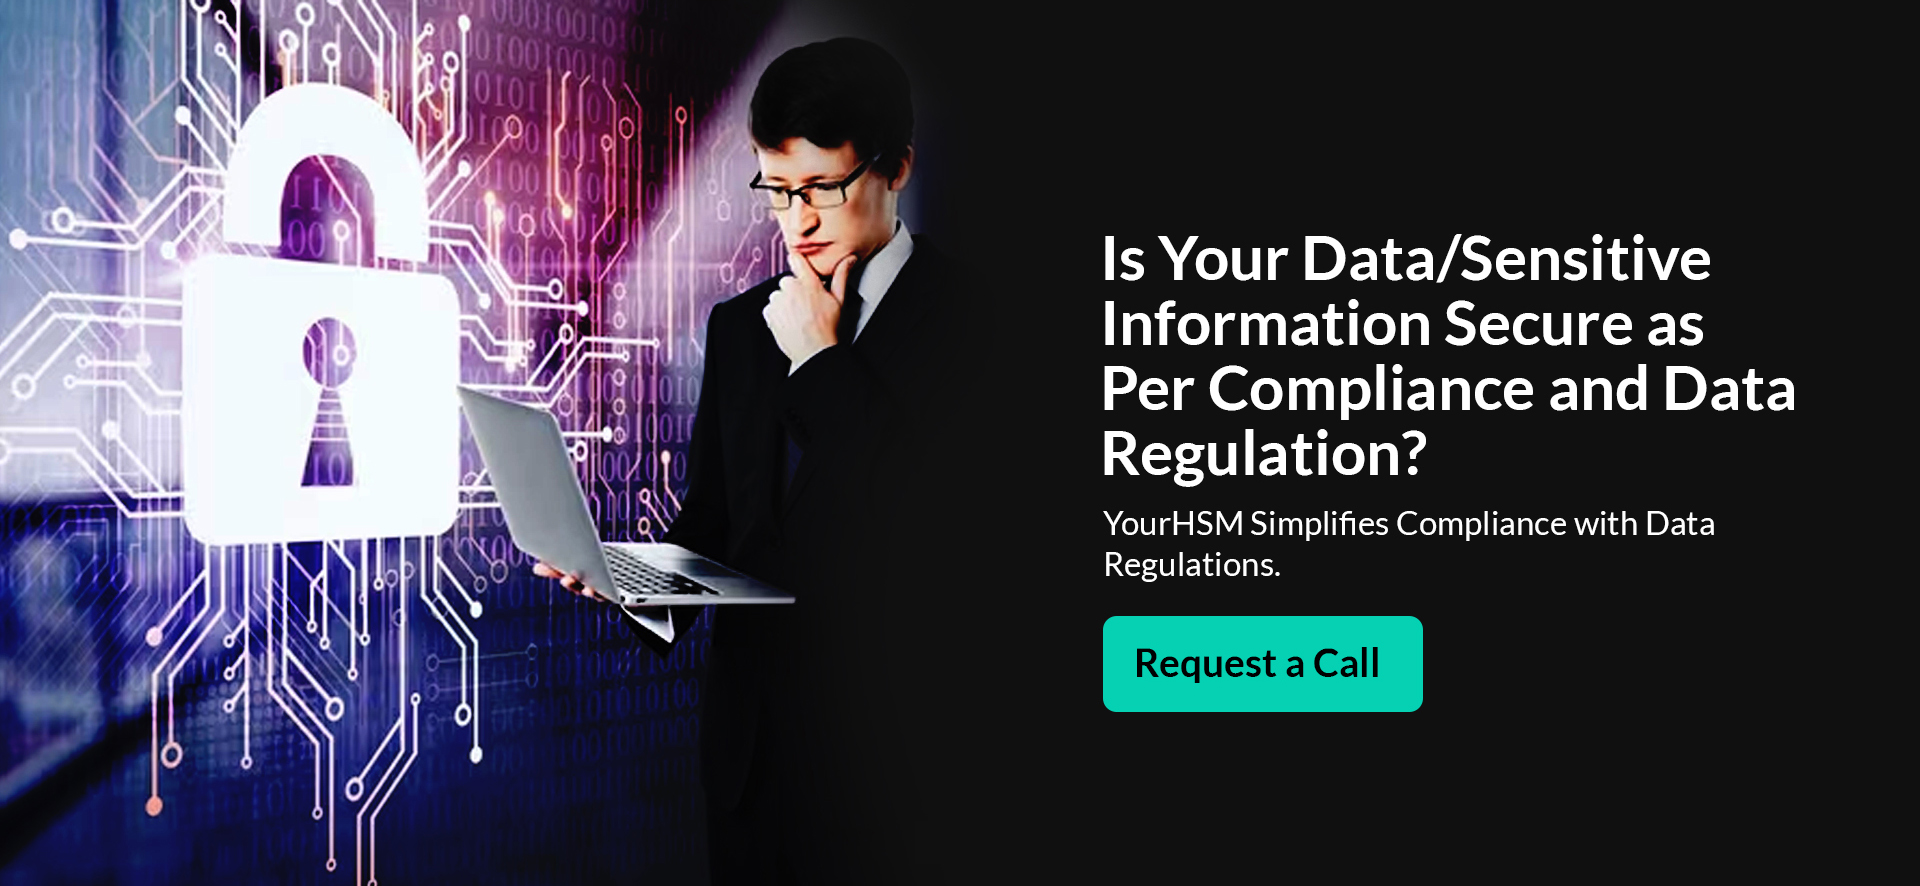 Is Your Data/Sensitive
Information Secure as
Per Compliance and Data
Regulation?
YourHSM Simplifies Compliance with Data
Regulations.
Request a Call